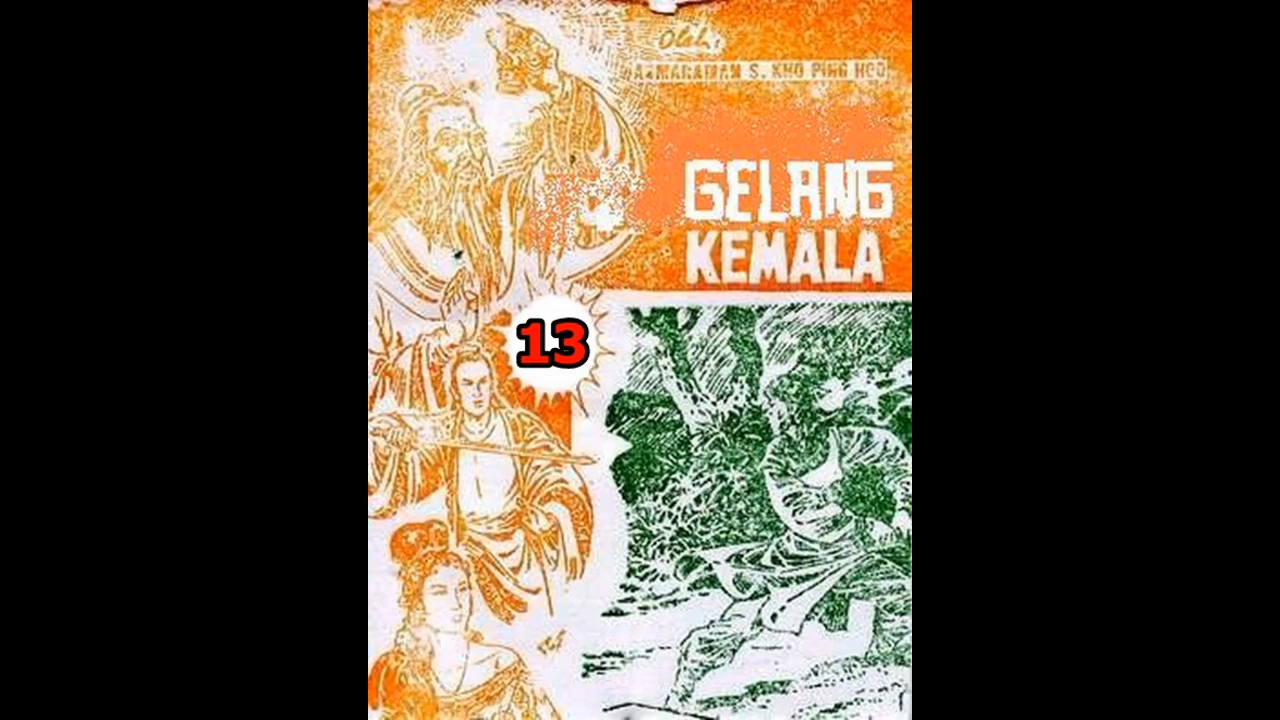 Oleh:
ASMARAMAN S. KHO PING HOO
GELANG
KEMALA
13